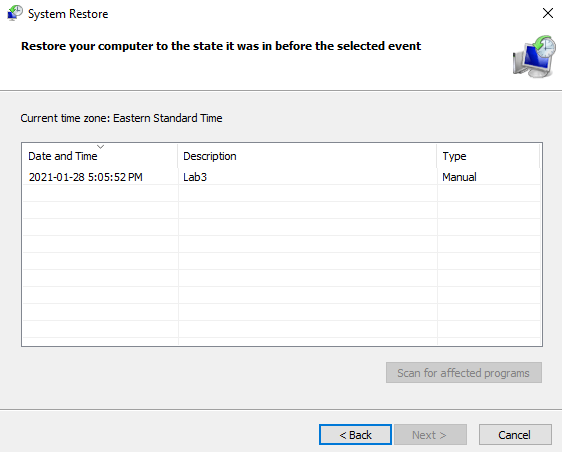 System Restore
Restore your computer to the state it was in before the selected event
Current time zone: Eastern Standard Time
Date and Time Description Type
2021-01-28 5:05:52 PM Lab3 Manual
Scan for affected programs
< Back Next > Cancel